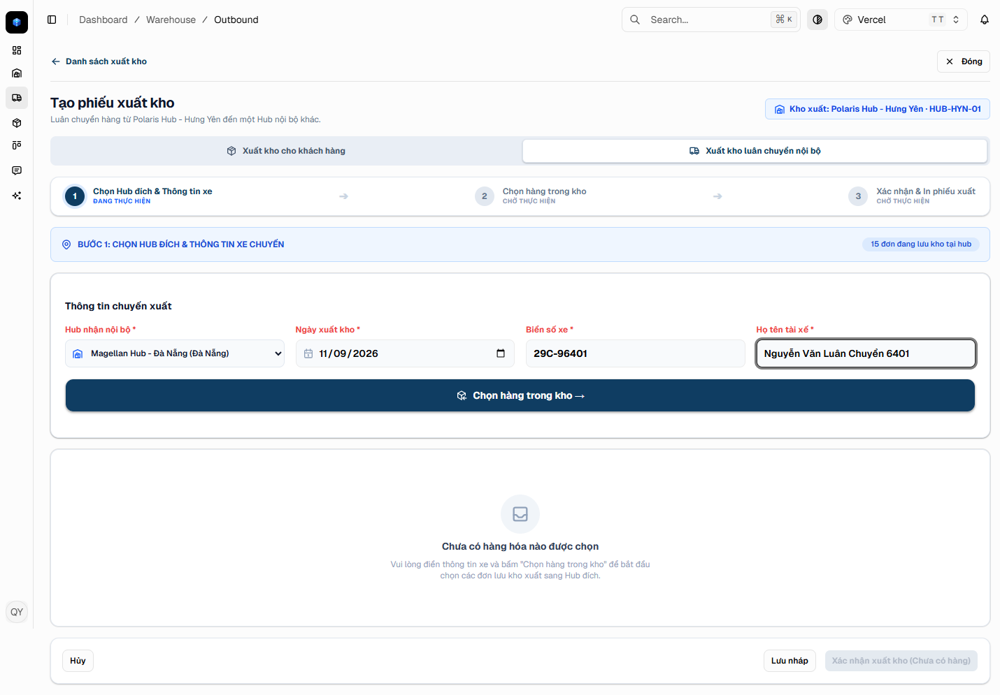 Dashboard / Warehouse / Outbound
Search...
⌘ K
Vercel
TT
Danh sách xuất kho
Đóng
Tạo phiếu xuất kho
Luân chuyển hàng từ Polaris Hub - Hưng Yên đến một Hub nội bộ khác.
Kho xuất: Polaris Hub - Hưng Yên · HUB-HYN-01
Xuất kho cho khách hàng
Xuất kho luân chuyển nội bộ
1
Chọn Hub đích & Thông tin xe
ĐANG THỰC HIỆN
2
Chọn hàng trong kho
CHỜ THỰC HIỆN
3
Xác nhận & In phiếu xuất
CHỜ THỰC HIỆN
BƯỚC 1: CHỌN HUB ĐÍCH & THÔNG TIN XE CHUYẾN
15 đơn đang lưu kho tại hub
Thông tin chuyến xuất
Hub nhận nội bộ *
Ngày xuất kho *
Biển số xe *
Họ tên tài xế *
Magellan Hub - Đà Nẵng (Đà Nẵng)
11/09/2026
29C-96401
Nguyễn Văn Luân Chuyển 6401
Chọn hàng trong kho →
Chưa có hàng hóa nào được chọn
Vui lòng điền thông tin xe và bấm "Chọn hàng trong kho" để bắt đầu
chọn các đơn lưu kho xuất sang Hub đích.
QY
Hủy
Lưu nháp
Xác nhận xuất kho (Chưa có hàng)